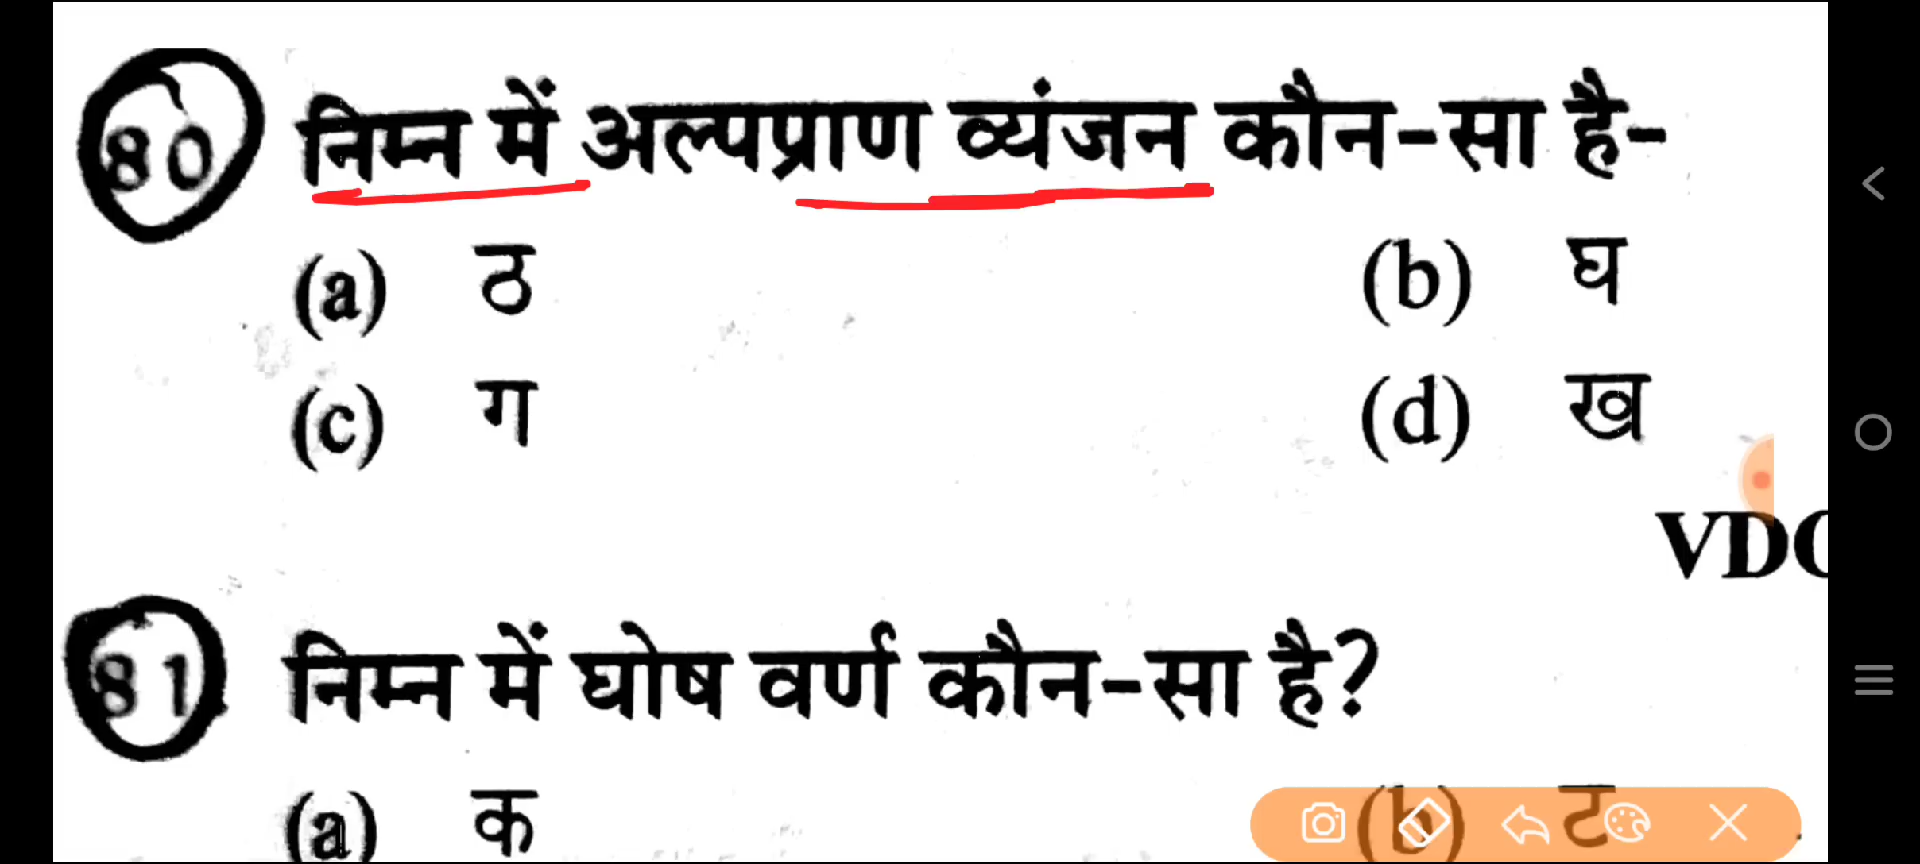 80 निम्न में अल्पप्राण व्यंजन कौन-सा है-
(a) ठ (b) घ
(c) ग (d) ख
81. निम्न में घोष वर्ण कौन-सा है?
(a) क (b) ट